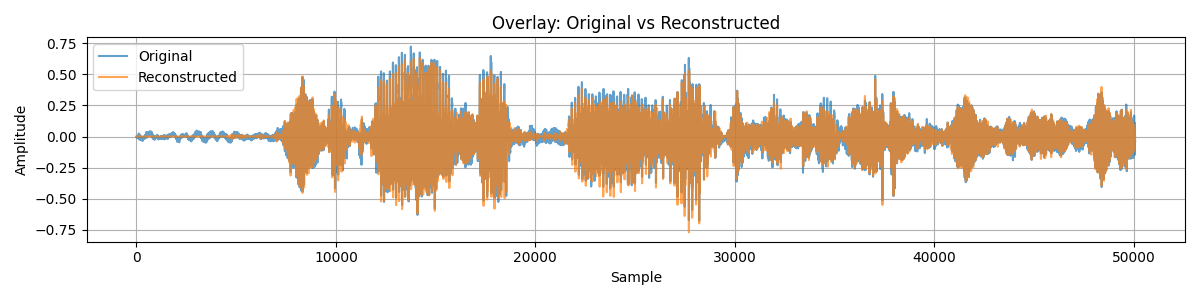 Overlay: Original vs Reconstructed
Original
Reconstructed
Amplitude
0.75
0.50
0.25
0.00
−0.25
−0.50
−0.75
0 10000 20000 30000 40000 50000
Sample